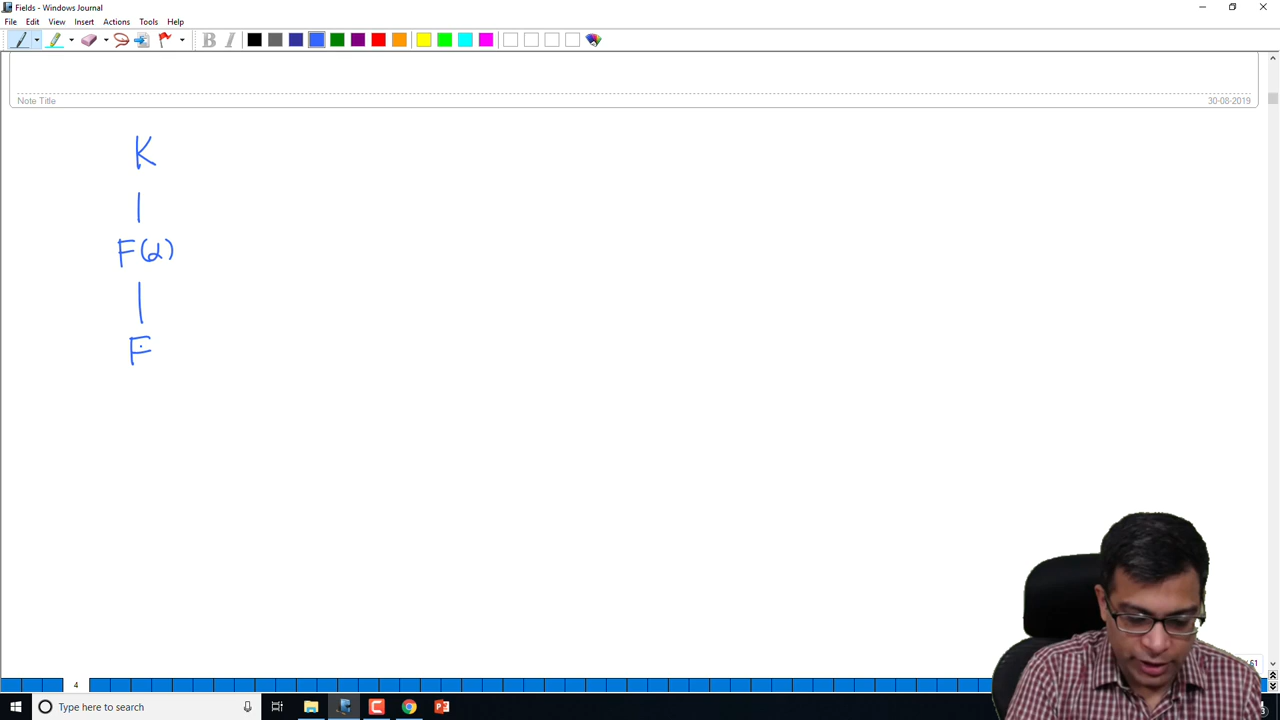 Fields - Windows Journal
File Edit View Insert Actions Tools Help
B I
Note Title 30-08-2019
K
|
F(α)
|
F
4
Type here to search